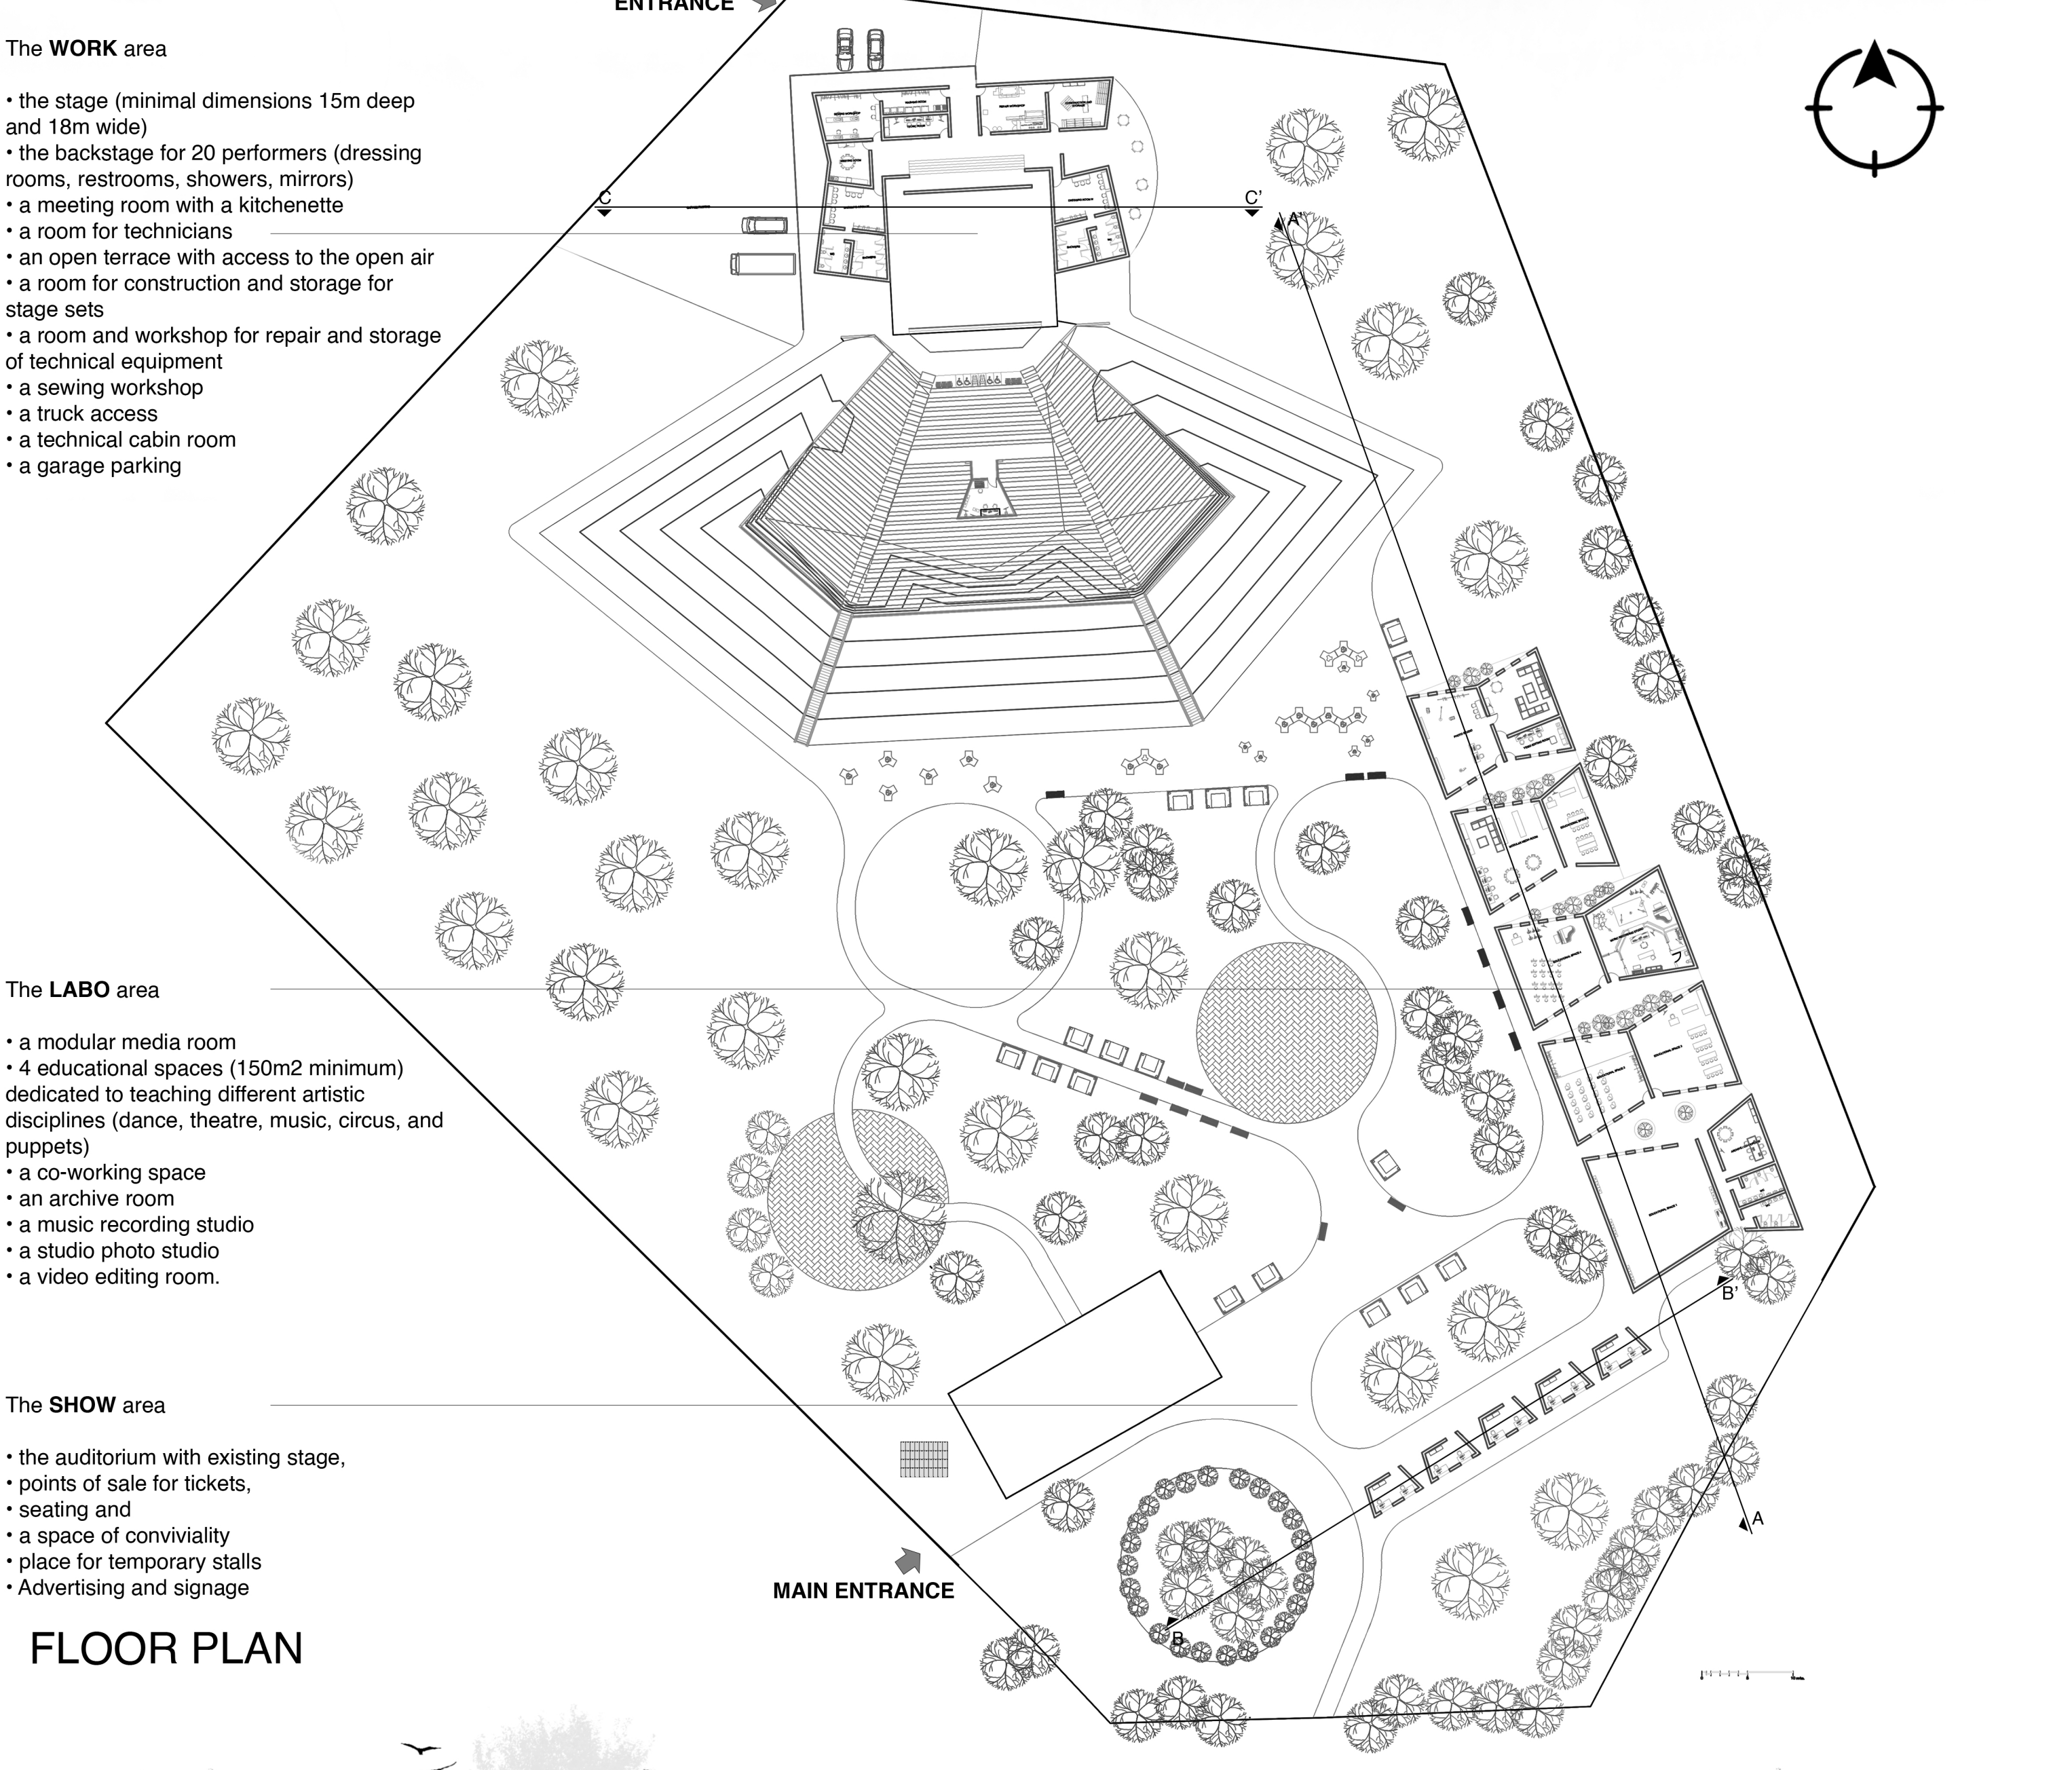 ENTRANCE
The WORK area
• the stage (minimal dimensions 15m deep
and 18m wide)
• the backstage for 20 performers (dressing
rooms, restrooms, showers, mirrors)
• a meeting room with a kitchenette
• a room for technicians
• an open terrace with access to the open air
• a room for construction and storage for
stage sets
• a room and workshop for repair and storage
of technical equipment
• a sewing workshop
• a truck access
• a technical cabin room
• a garage parking
C
C'
A'
The LABO area
• a modular media room
• 4 educational spaces (150m2 minimum)
dedicated to teaching different artistic
disciplines (dance, theatre, music, circus, and
puppets)
• a co-working space
• an archive room
• a music recording studio
• a studio photo studio
• a video editing room.
B'
The SHOW area
• the auditorium with existing stage,
• points of sale for tickets,
• seating and
• a space of conviviality
• place for temporary stalls
• Advertising and signage
A
MAIN ENTRANCE
B
FLOOR PLAN